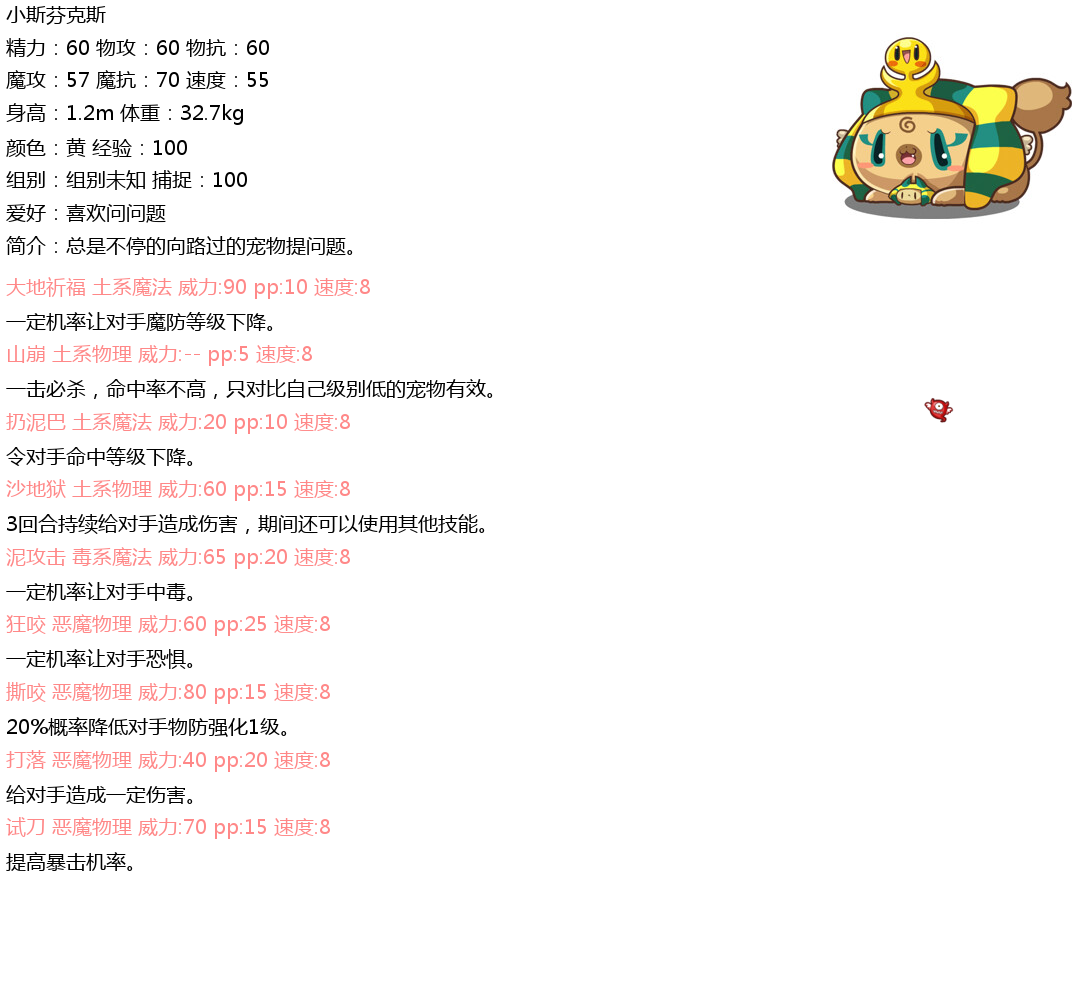 小斯芬克斯
精力：60 物攻：60 物抗：60
魔攻：57 魔抗：70 速度：55
身高：1.2m 体重：32.7kg
颜色：黄 经验：100
组别：组别未知 捕捉：100
爱好：喜欢问问题
简介：总是不停的向路过的宠物提问题。
大地祈福 土系魔法 威力:90 pp:10 速度:8
一定机率让对手魔防等级下降。
山崩 土系物理 威力:-- pp:5 速度:8
一击必杀，命中率不高，只对比自己级别低的宠物有效。
扔泥巴 土系魔法 威力:20 pp:10 速度:8
令对手命中等级下降。
沙地狱 土系物理 威力:60 pp:15 速度:8
3回合持续给对手造成伤害，期间还可以使用其他技能。
泥攻击 毒系魔法 威力:65 pp:20 速度:8
一定机率让对手中毒。
狂咬 恶魔物理 威力:60 pp:25 速度:8
一定机率让对手恐惧。
撕咬 恶魔物理 威力:80 pp:15 速度:8
20%概率降低对手物防强化1级。
打落 恶魔物理 威力:40 pp:20 速度:8
给对手造成一定伤害。
试刀 恶魔物理 威力:70 pp:15 速度:8
提高暴击机率。